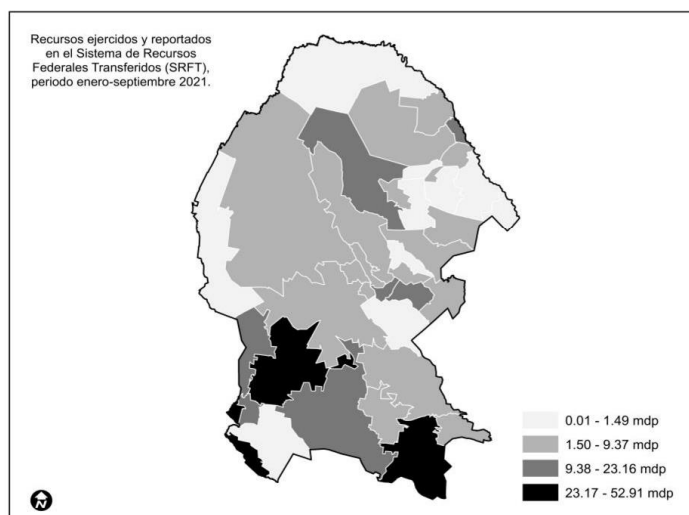 Recursos ejercidos y reportados
en el Sistema de Recursos
Federales Transferidos (SRFT),
periodo enero-septiembre 2021.
0.01 - 1.49 mdp
1.50 - 9.37 mdp
9.38 - 23.16 mdp
23.17 - 52.91 mdp
N